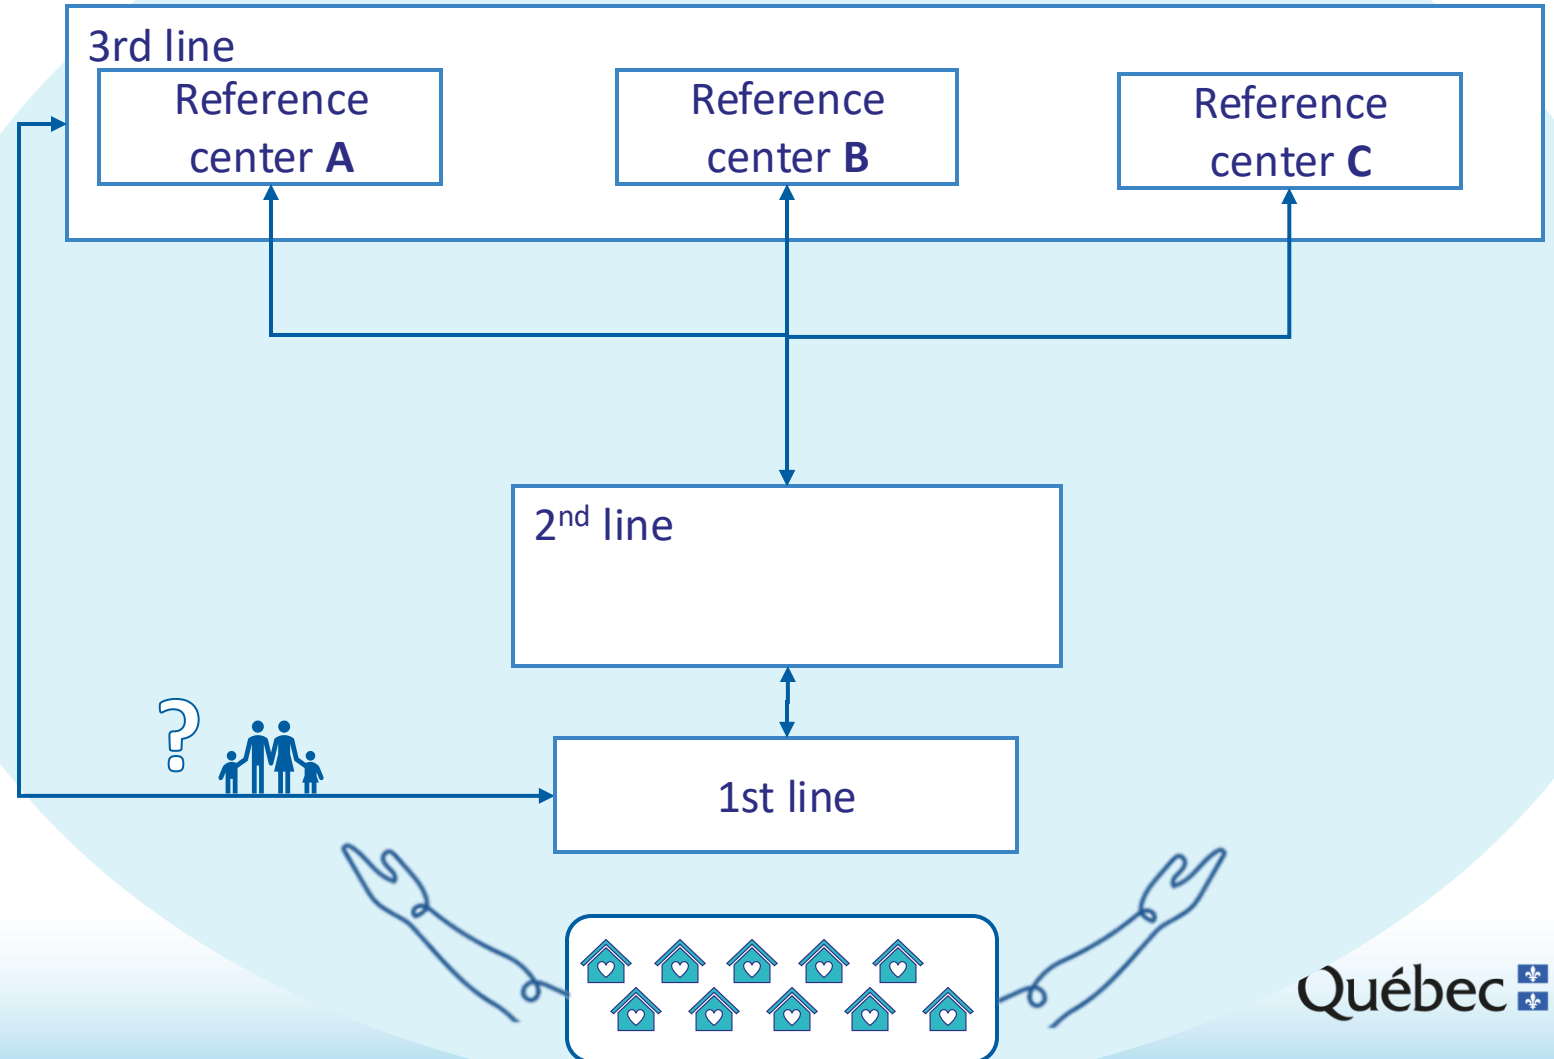 3rd line
Reference
center A
Reference
center B
Reference
center C
2nd line
?
1st line
Québec